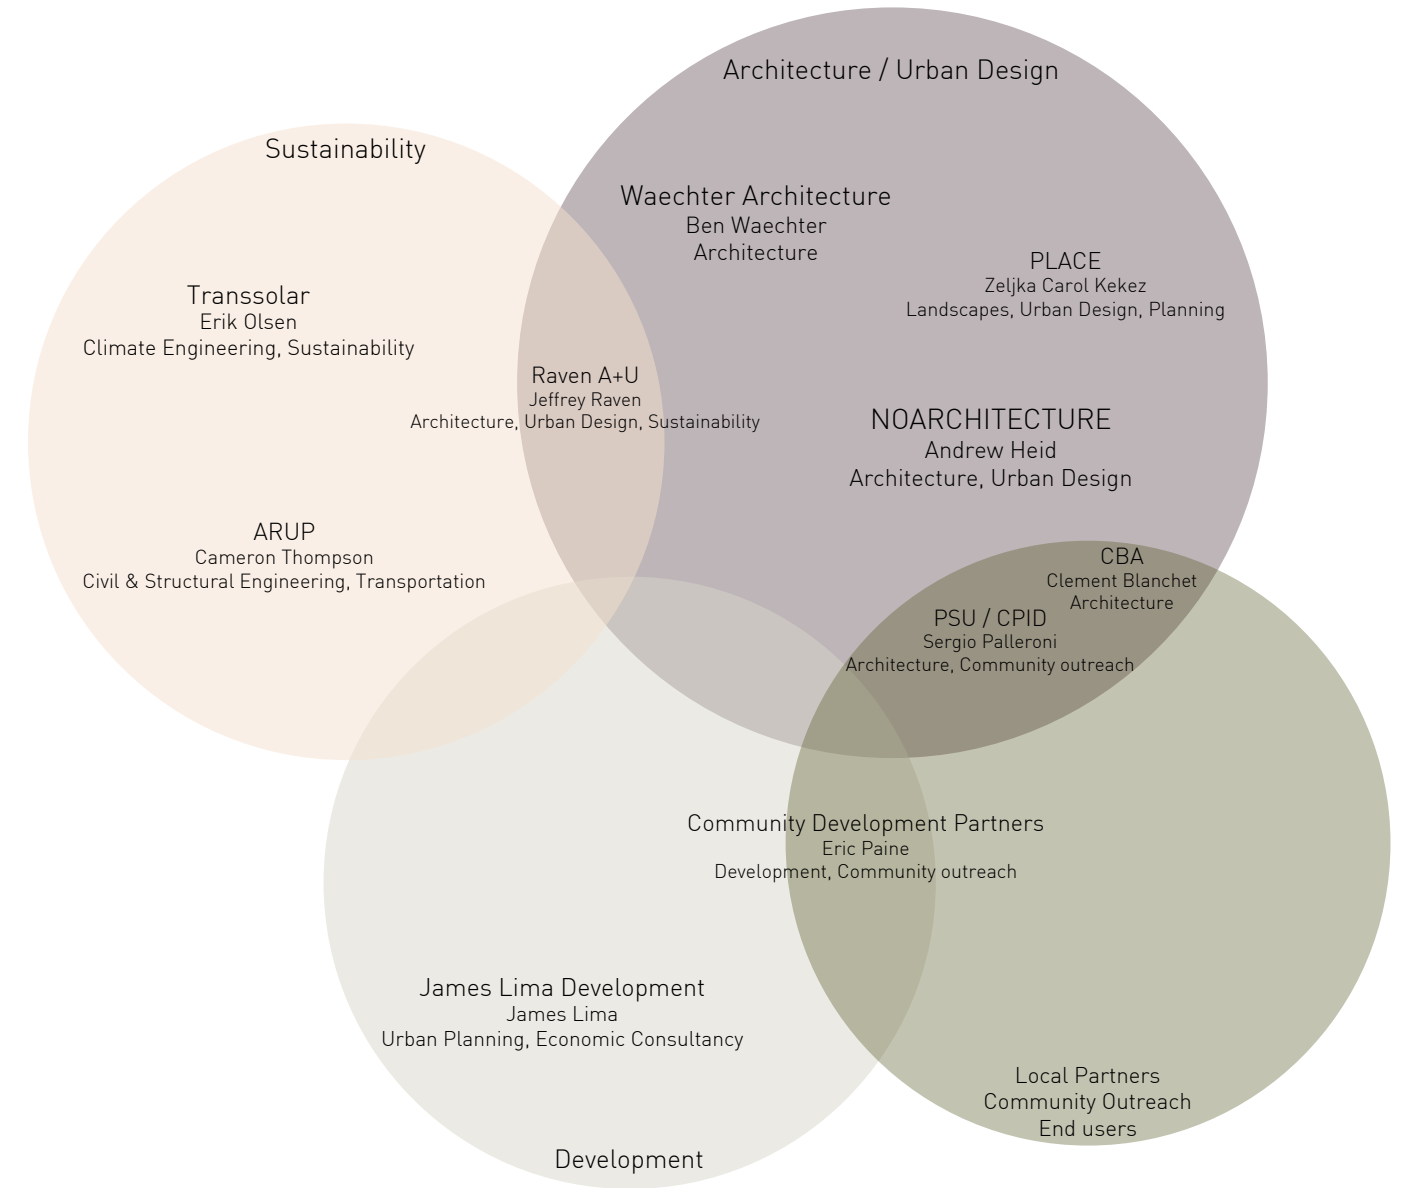 Architecture / Urban Design
Sustainability
Waechter Architecture
Ben Waechter
Architecture
PLACE
Zeljka Carol Kekez
Landscapes, Urban Design, Planning
Transsolar
Erik Olsen
Climate Engineering, Sustainability
Raven A+U
Jeffrey Raven
Architecture, Urban Design, Sustainability
NOARCHITECTURE
Andrew Heid
Architecture, Urban Design
ARUP
Cameron Thompson
Civil & Structural Engineering, Transportation
CBA
Clement Blanchet
Architecture
PSU / CPID
Sergio Palleroni
Architecture, Community outreach
Community Development Partners
Eric Paine
Development, Community outreach
James Lima Development
James Lima
Urban Planning, Economic Consultancy
Local Partners
Community Outreach
End users
Development